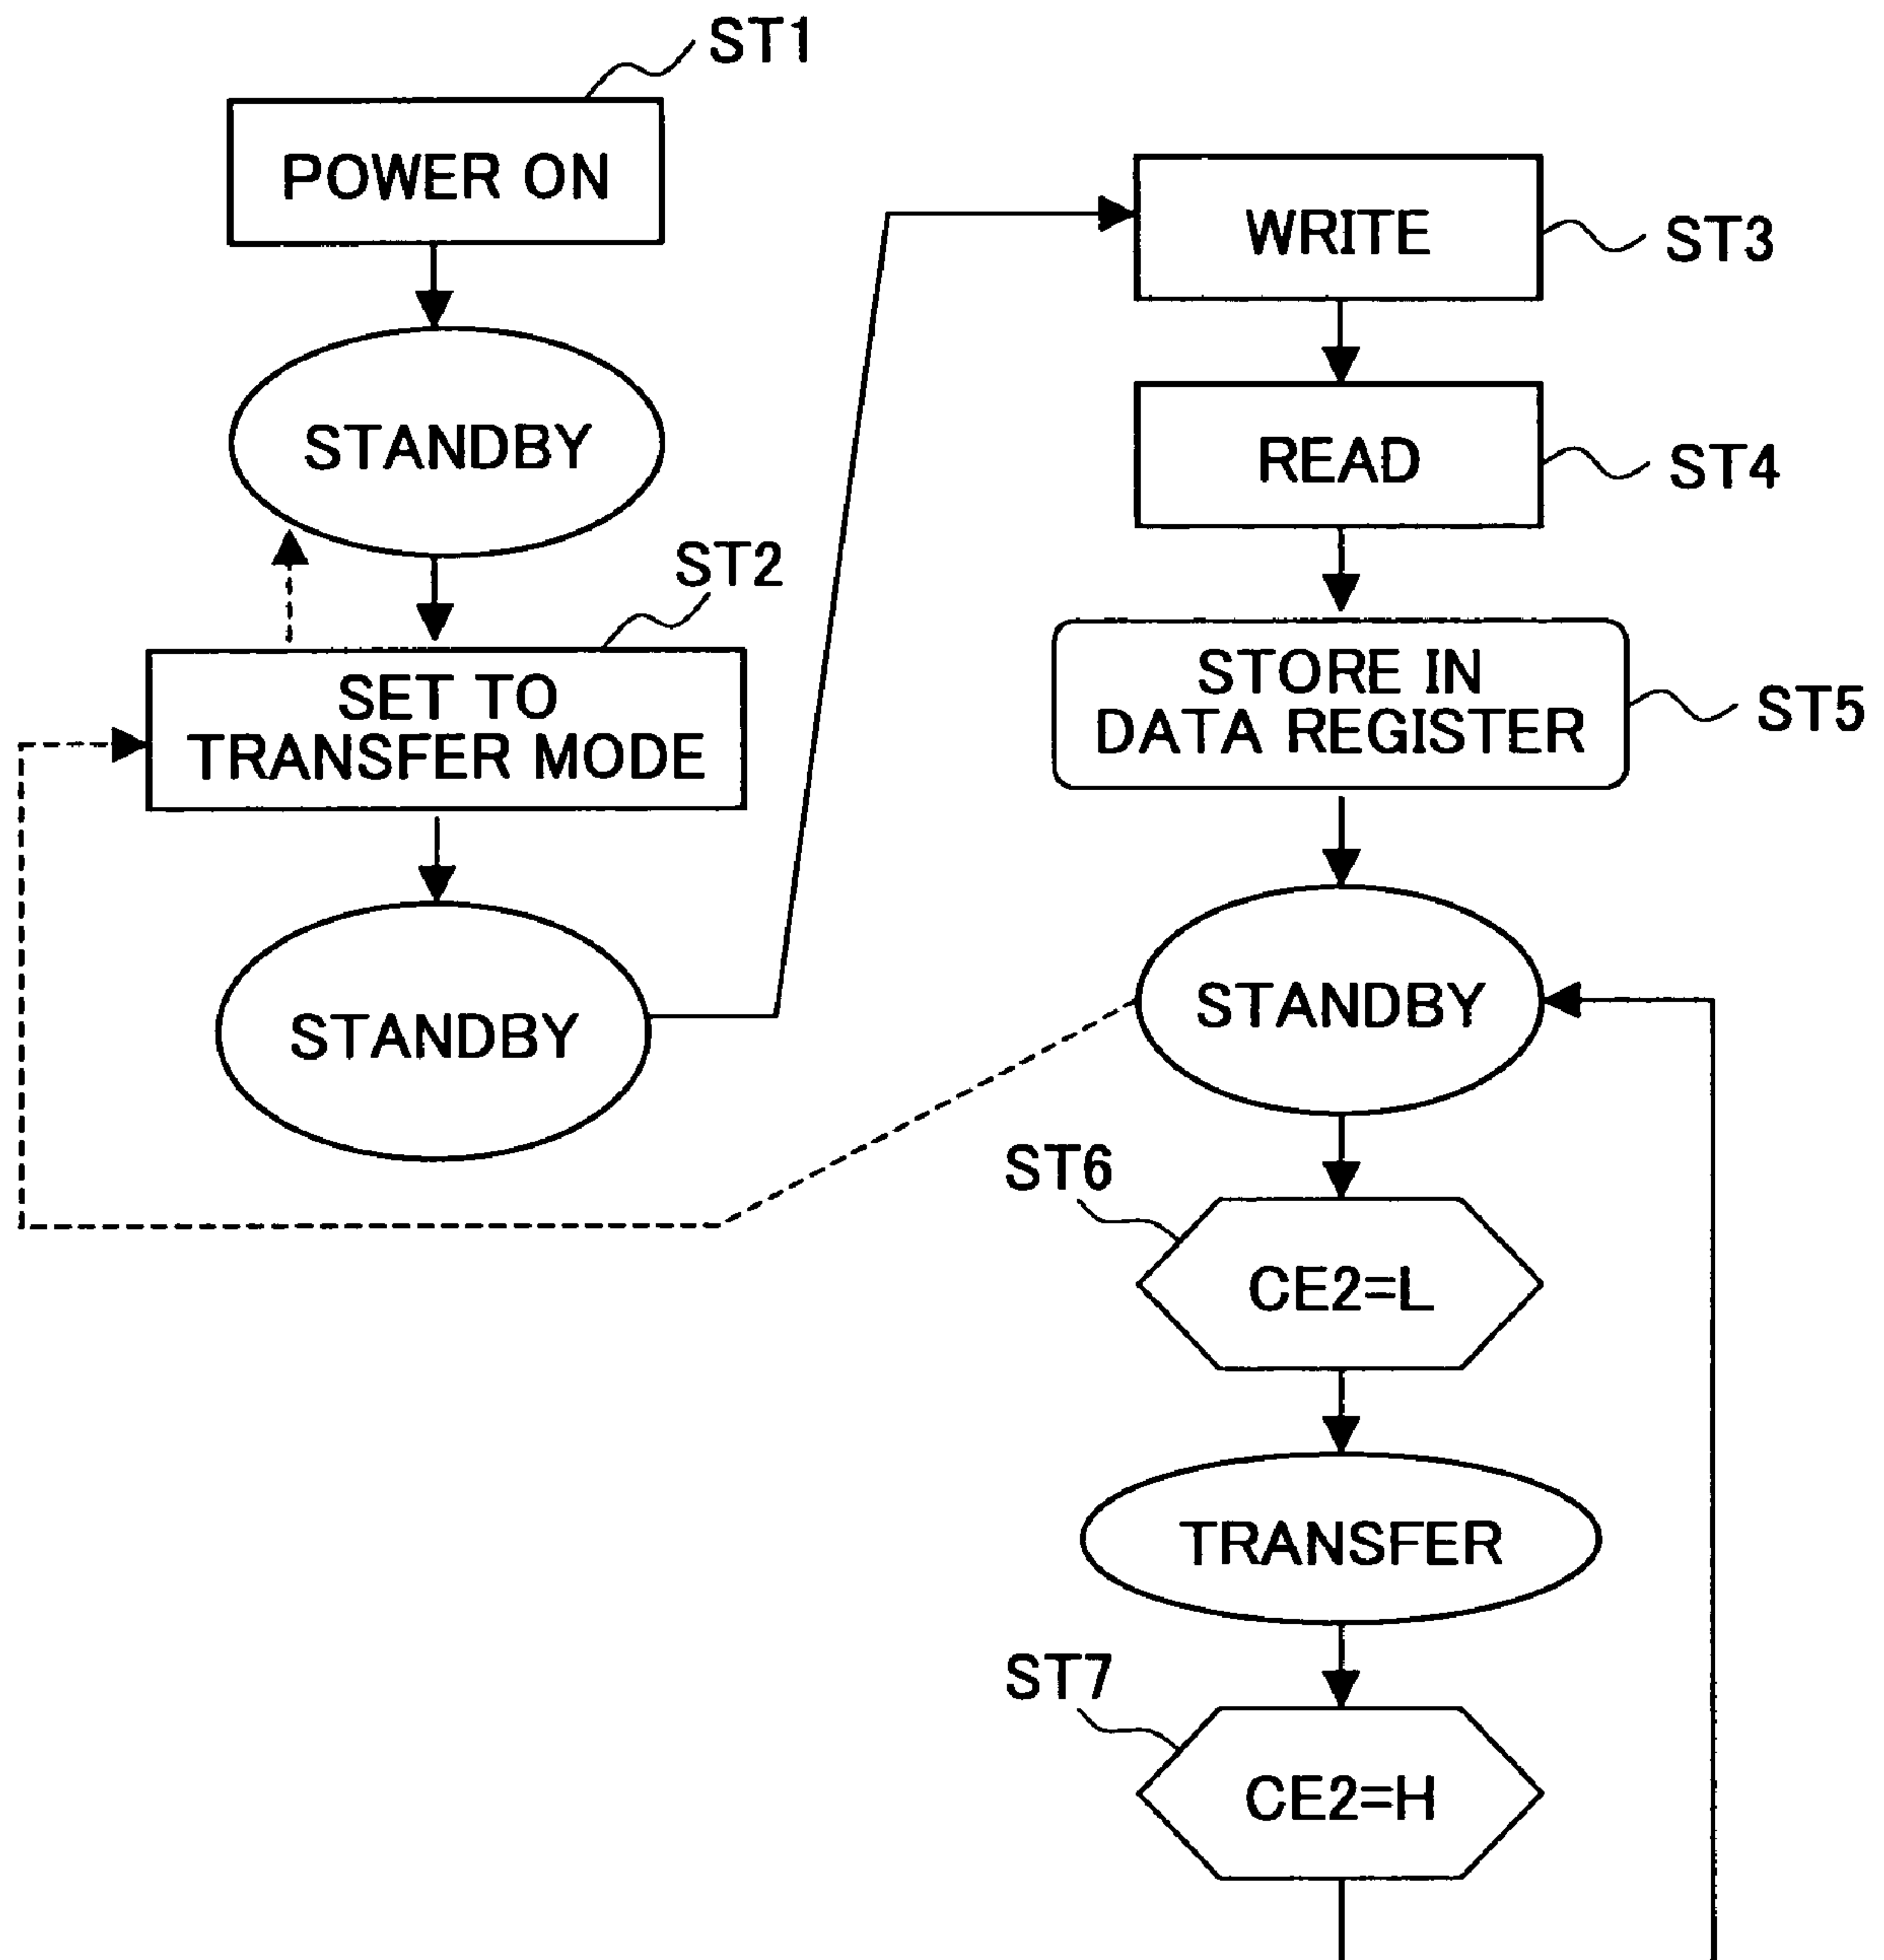 ST1
POWER ON
STANDBY
ST2
SET TO
TRANSFER MODE
STANDBY
WRITE
ST3
READ
ST4
STORE IN
DATA REGISTER
ST5
STANDBY
ST6
CE2=L
TRANSFER
ST7
CE2=H